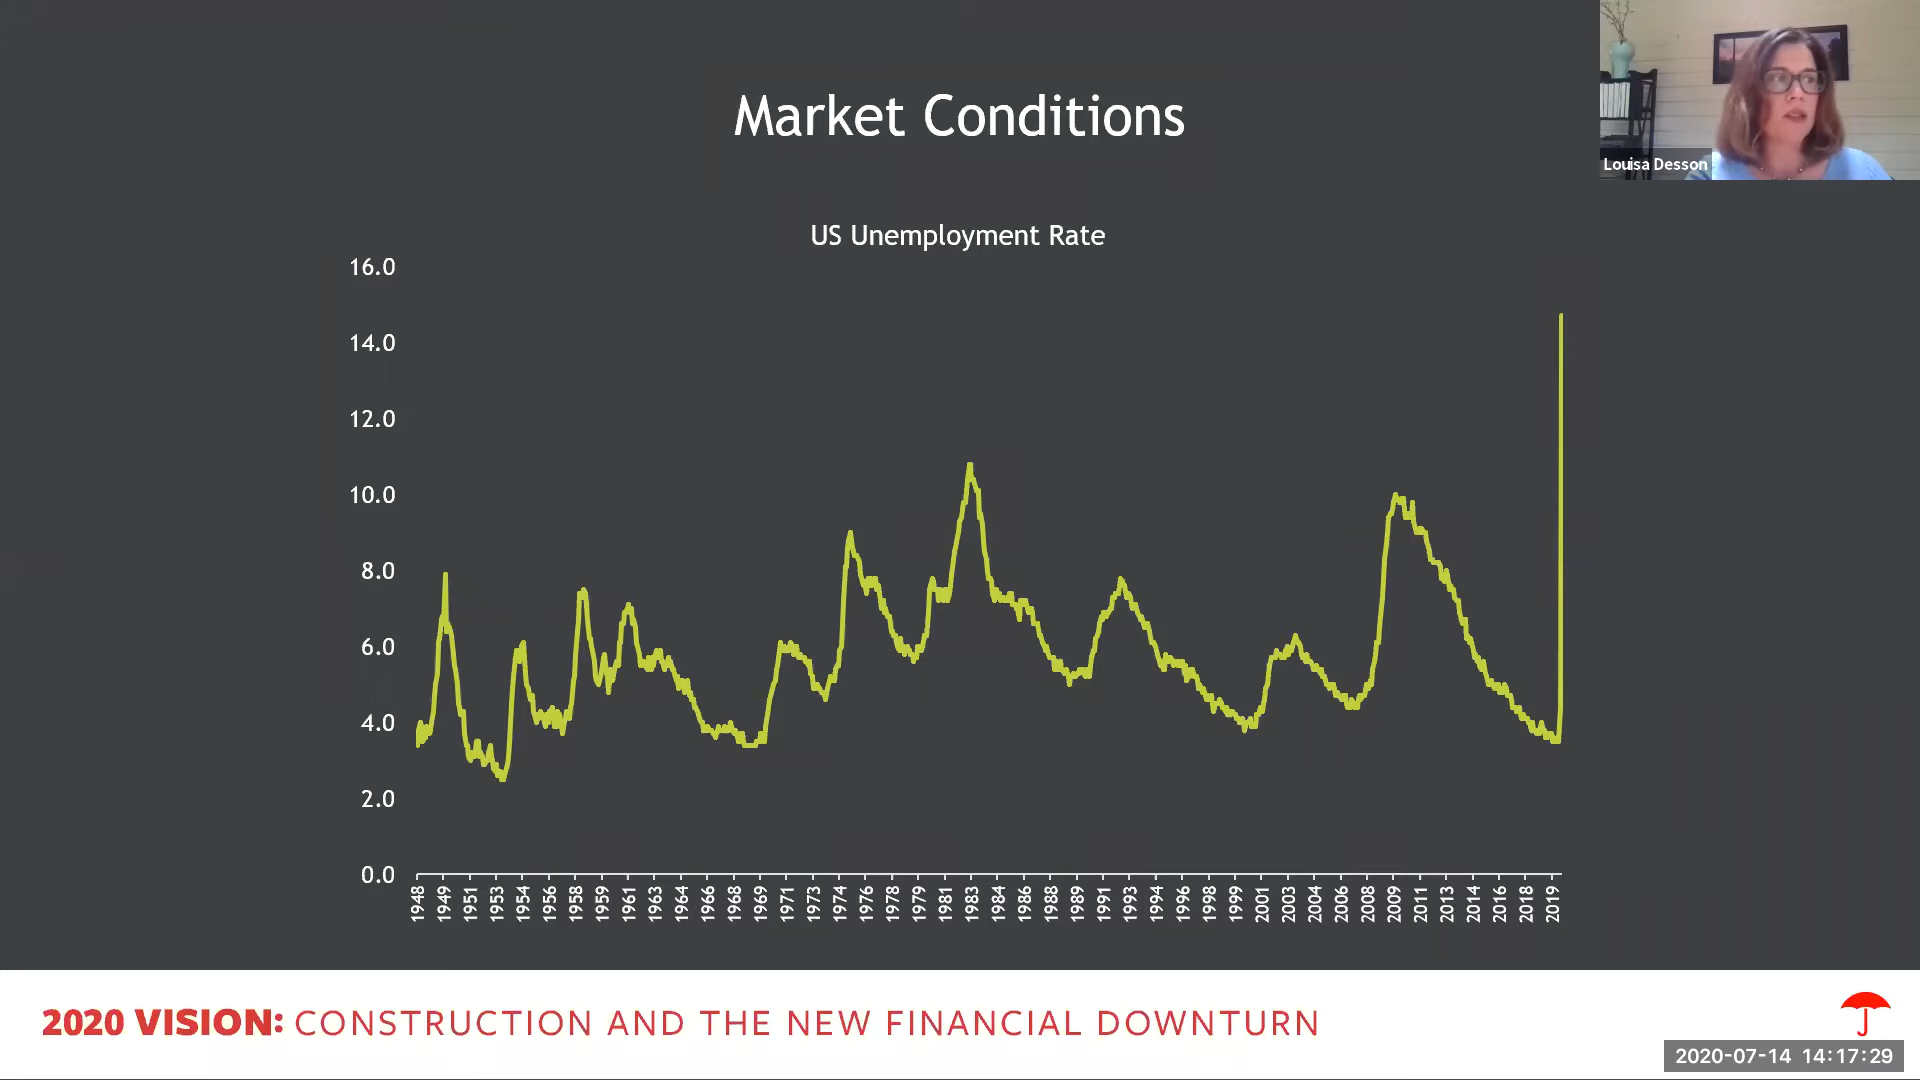 Market Conditions
Louisa Desson
US Unemployment Rate
16.0
14.0
12.0
10.0
8.0
6.0
4.0
2.0
0.0
1948 1949 1951 1953 1954 1956 1958 1959 1961 1963 1964 1966 1968 1969 1971 1973 1974 1976 1978 1979 1981 1983 1984 1986 1988 1989 1991 1993 1994 1996 1998 1999 2001 2003 2004 2006 2008 2009 2011 2013 2014 2016 2018 2019
2020 VISION: CONSTRUCTION AND THE NEW FINANCIAL DOWNTURN
2020-07-14 14:17:29